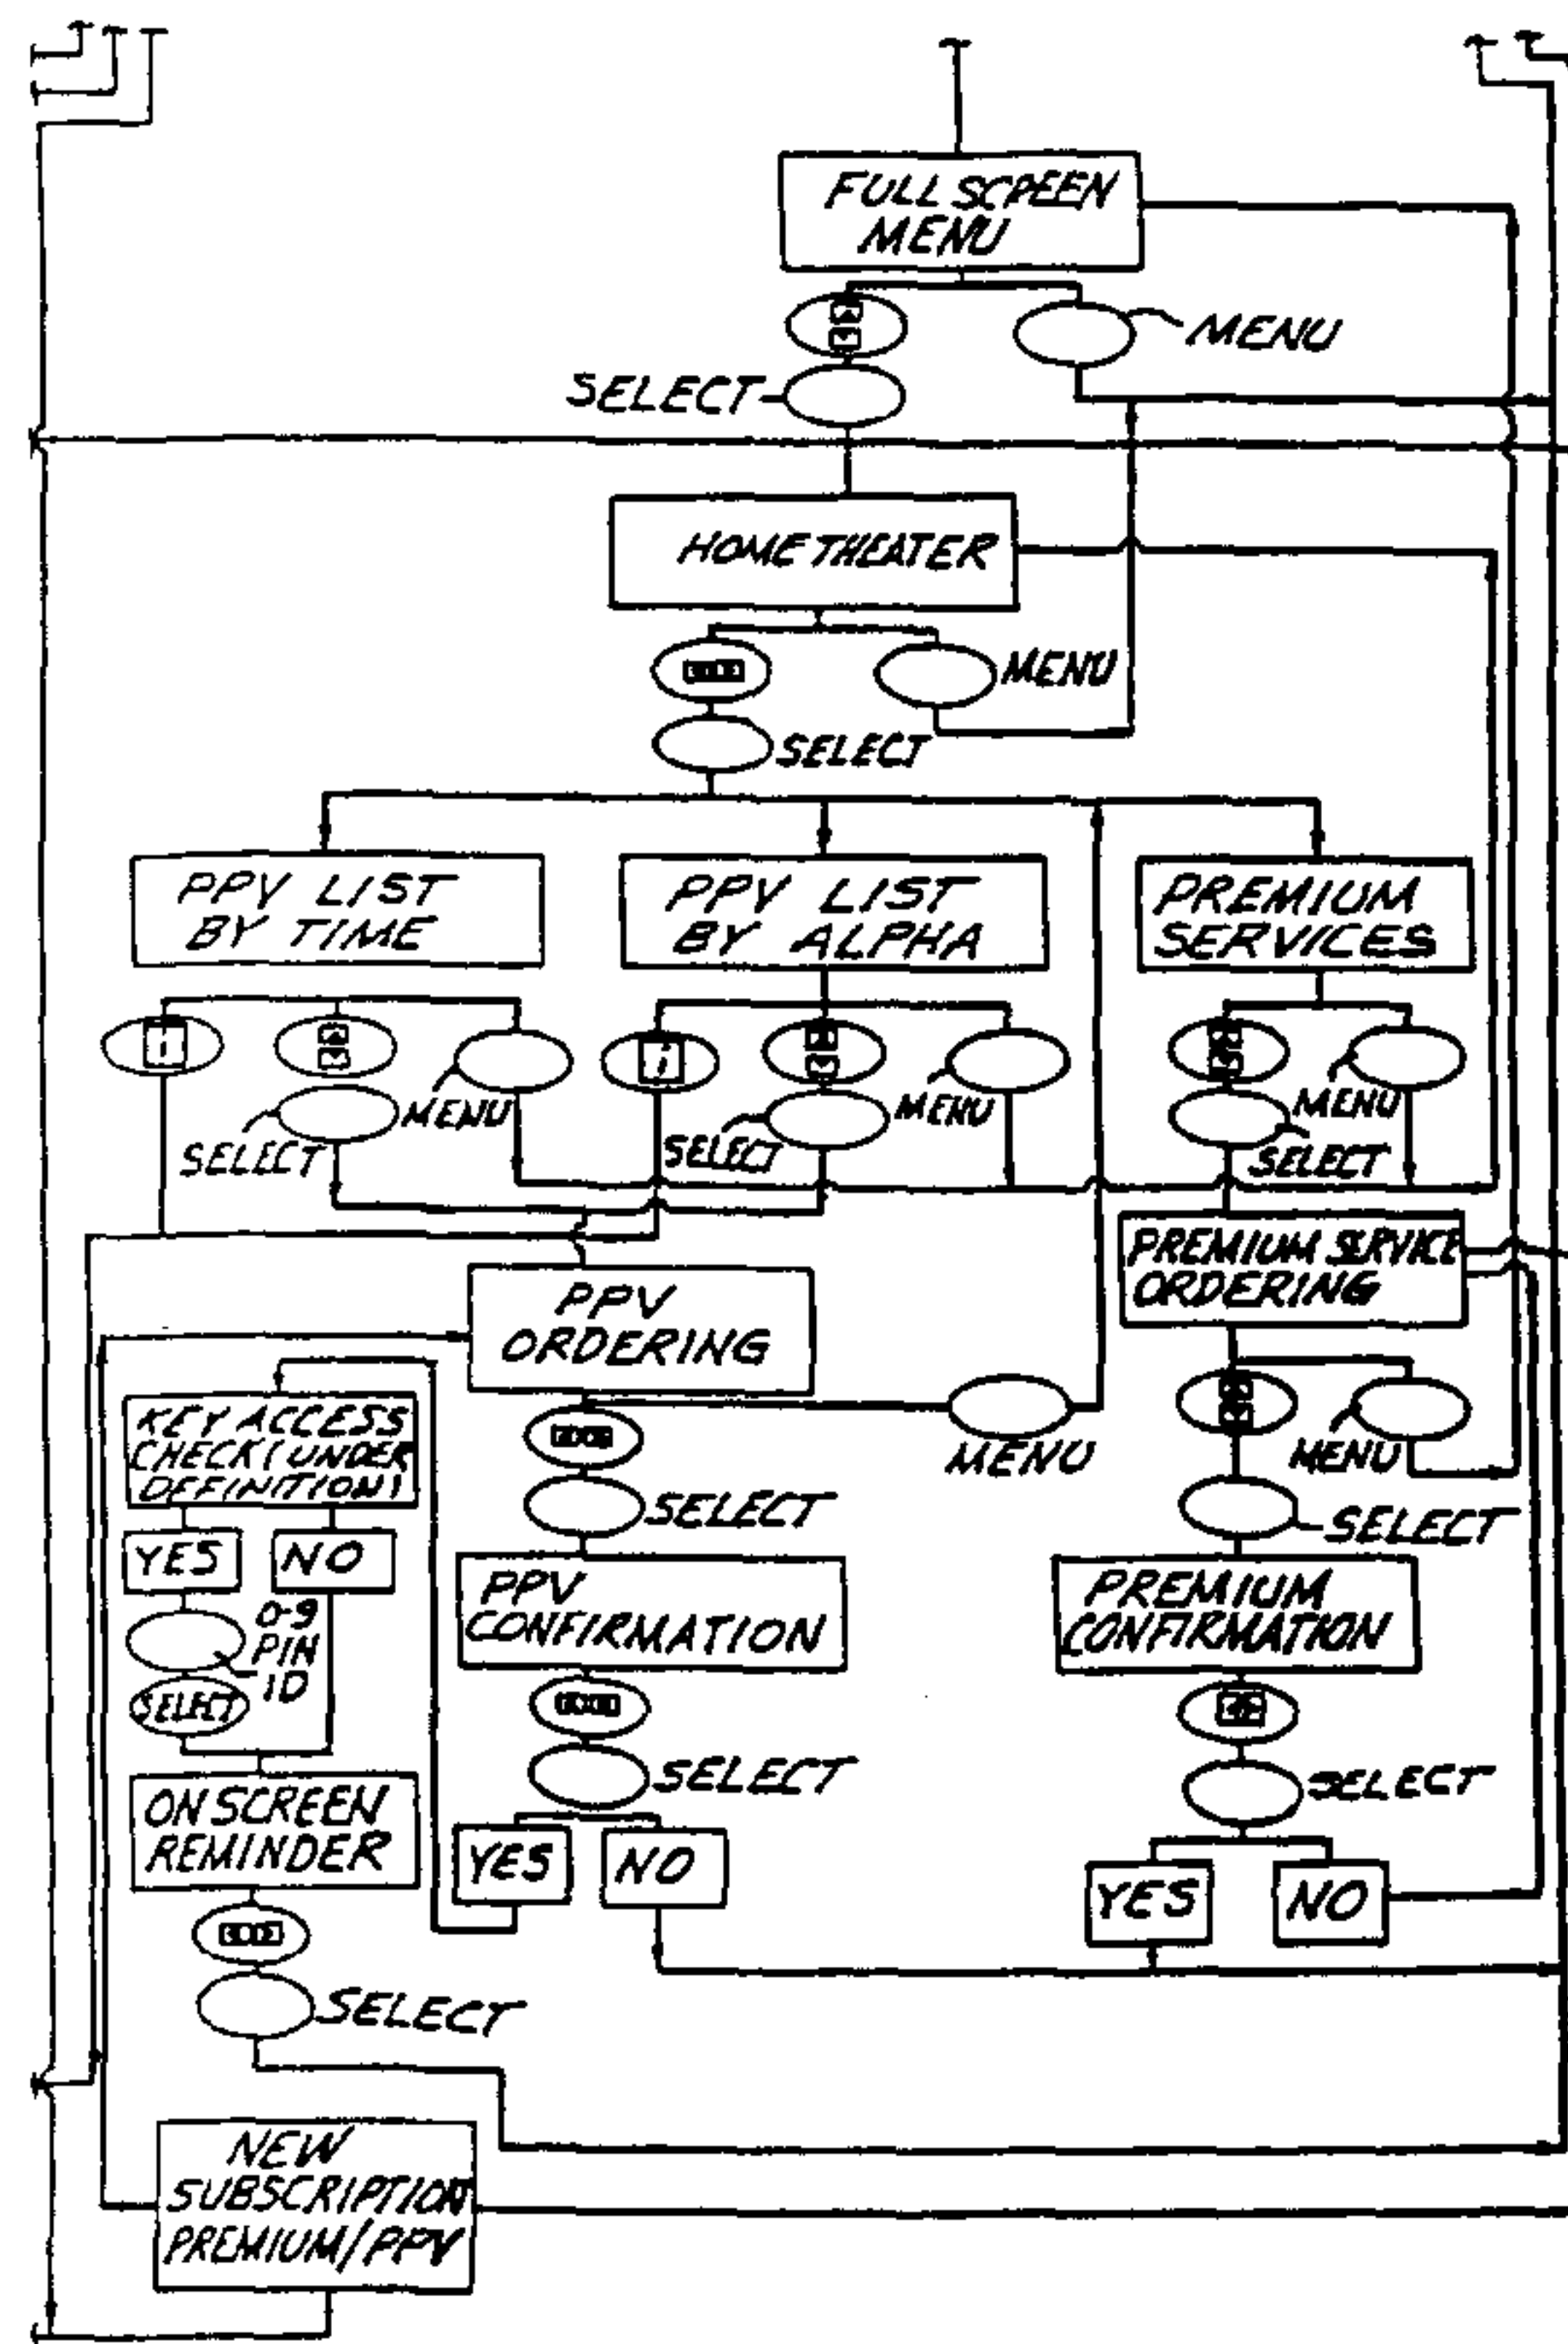 FULL SCREEN
MENU
MENU
SELECT
HOME THEATER
MENU
SELECT
PPV LIST
BY TIME
PPV LIST
BY ALPHA
PREMIUM
SERVICES
i
i
SELECT
MENU
SELECT
MENU
MENU
SELECT
PREMIUM SERVICE
ORDERING
PPV
ORDERING
MENU
MENU
KEY ACCESS
CHECK (UNDER
DEFINITION)
SELECT
SELECT
YES
NO
PPV
CONFIRMATION
PREMIUM
CONFIRMATION
0-9
PIN
ID
SELECT
SELECT
SELECT
ON SCREEN
REMINDER
YES
NO
YES
NO
SELECT
NEW
SUBSCRIPTION
PREMIUM/PPV